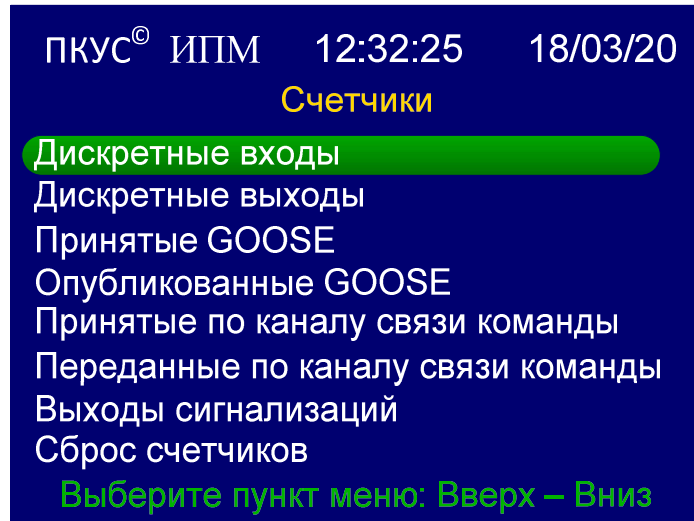 ПКУС© ИПМ 12:32:25 18/03/20
Счетчики
Дискретные входы
Дискретные выходы
Принятые GOOSE
Опубликованные GOOSE
Принятые по каналу связи команды
Переданные по каналу связи команды
Выходы сигнализаций
Сброс счетчиков
Выберите пункт меню: Вверх – Вниз